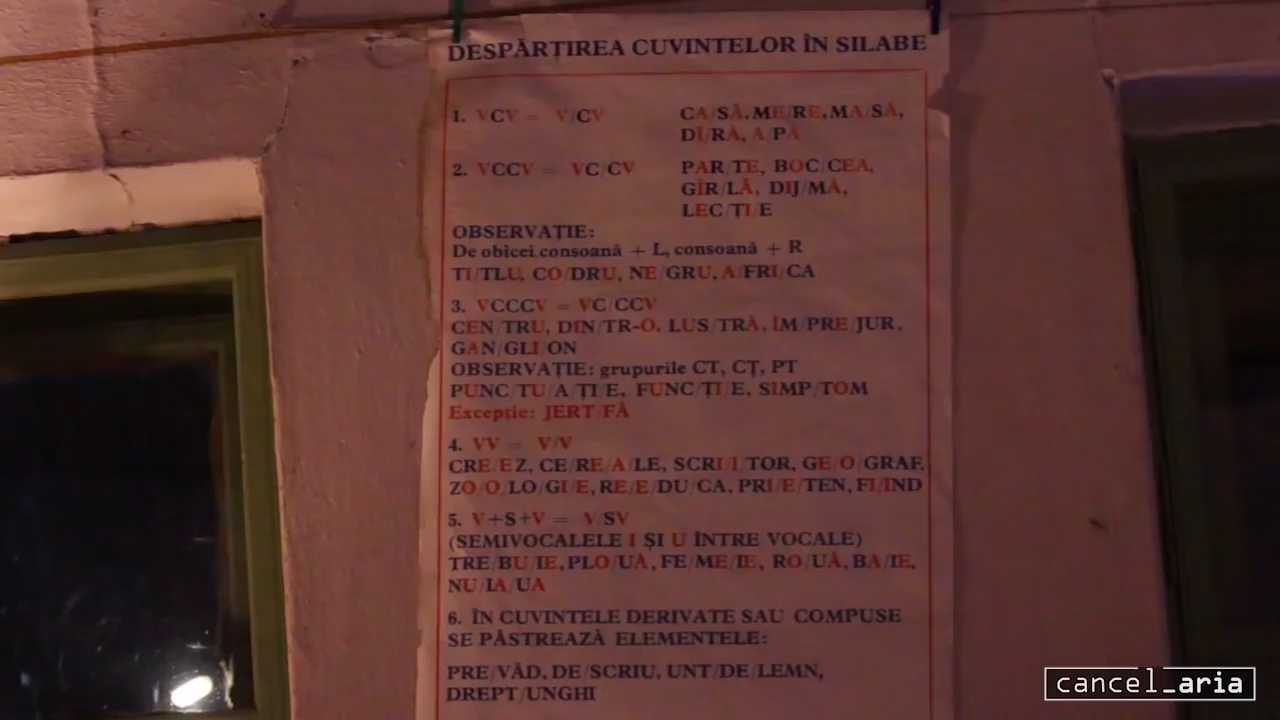 DESPĂRȚIREA CUVINTELOR ÎN SILABE
1. VCV = V/CV CA/SĂ, ME/RE, MA/SĂ,
DI/RĂ, A/PĂ
2. VCCV = VC/CV PAR/TE, BOC/CEA,
GÎR/LĂ, DIJ/MĂ,
LEC/ȚI/E
OBSERVAȚIE:
De obicei consoană + L, consoană + R
TI/TLU, CO/DRU, NE/GRU, A/FRI/CA
3. VCCCV = VC/CCV
CEN/TRU, DIN/TR-O, LUS/TRĂ, ÎM/PRE/JUR,
GAN/GLI/ON
OBSERVAȚIE: grupurile CT, CȚ, PT
PUNC/TU/A/ȚI/E, FUNC/ȚI/E, SIMP/TOM
Excepție: JERT/FĂ
4. VV = V/V
CRE/EZ, CE/RE/A/LE, SCRI/I/TOR, GE/O/GRAF,
ZO/O/LO/GI/E, RE/E/DU/CA, PRI/E/TEN, FI/IND
5. V+S+V = V/SV
(SEMIVOCALELE I ȘI U ÎNTRE VOCALE)
TRE/BU/IE, PLO/UĂ, FE/ME/IE, RO/UĂ, BA/IE,
NU/IA/UA
6. ÎN CUVINTELE DERIVATE SAU COMPUSE
SE PĂSTREAZĂ ELEMENTELE:
PRE/VĂD, DE/SCRIU, UNT/DE/LEMN,
DREPT/UNGHI
cancel_aria